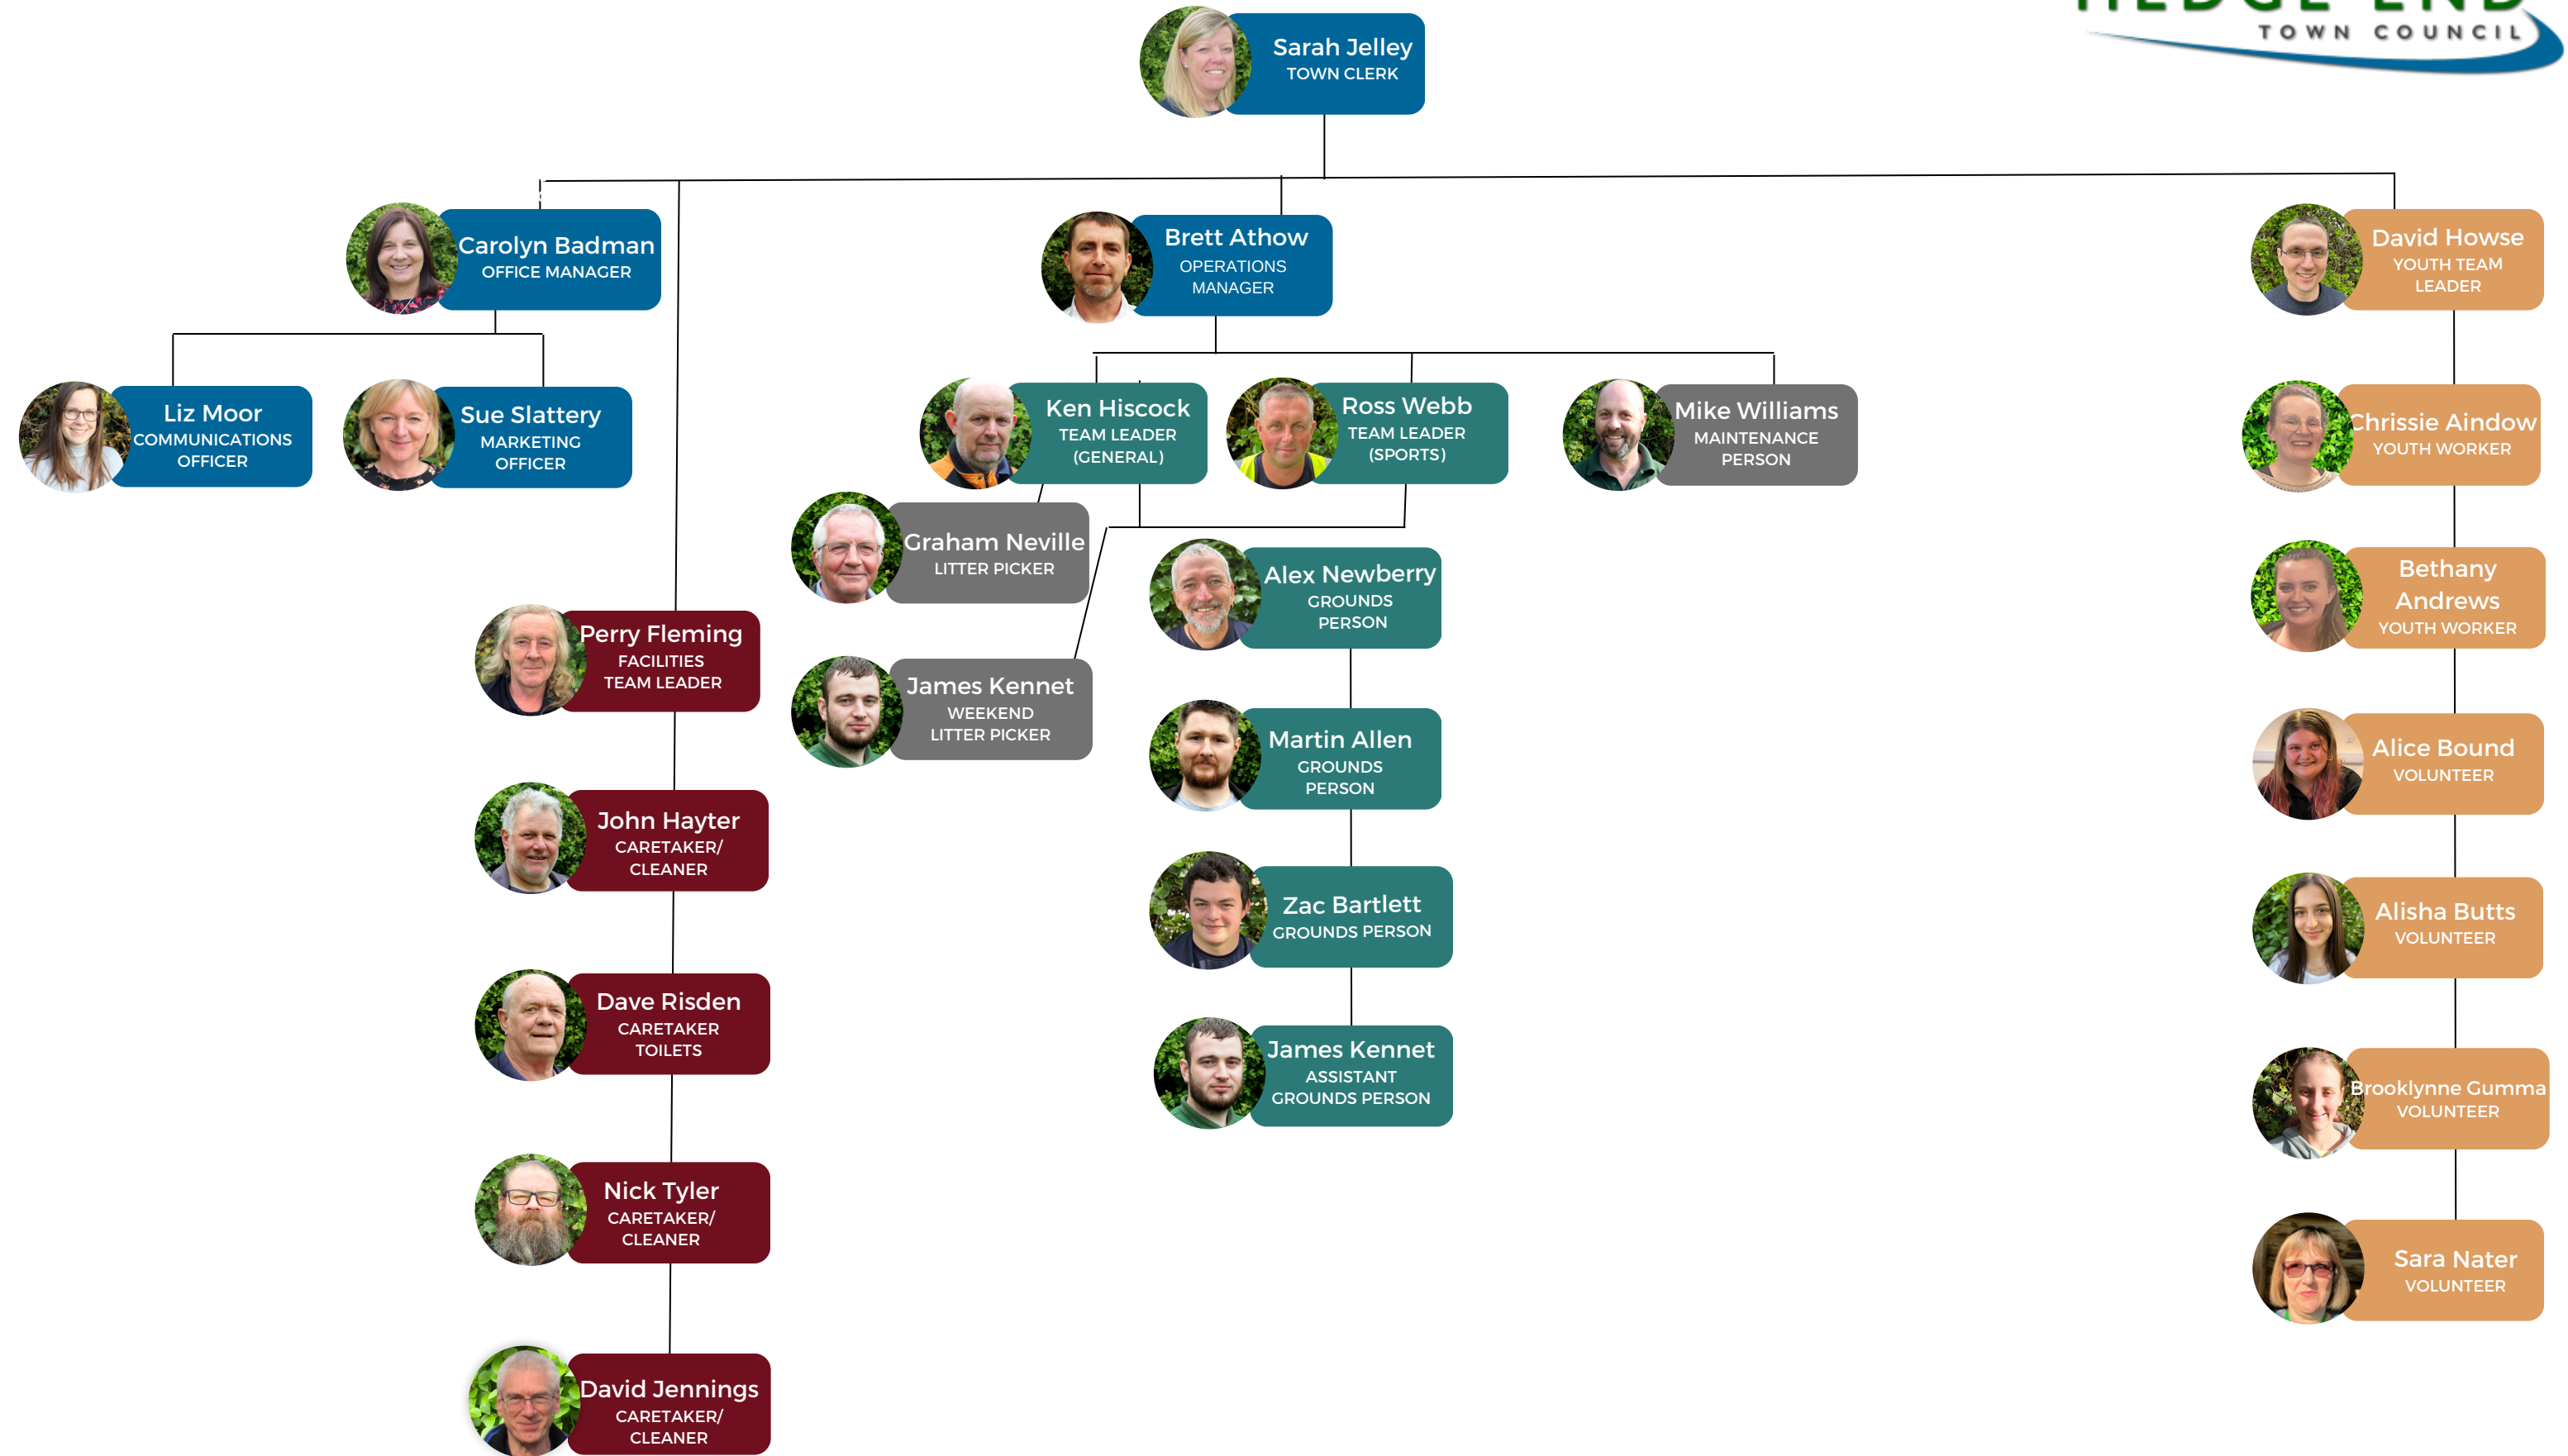 HEDGE END
TOWN COUNCIL
Sarah Jelley
TOWN CLERK
Carolyn Badman
OFFICE MANAGER
Brett Athow
OPERATIONS
MANAGER
David Howse
YOUTH TEAM
LEADER
Liz Moor
COMMUNICATIONS
OFFICER
Sue Slattery
MARKETING
OFFICER
Ken Hiscock
TEAM LEADER
(GENERAL)
Ross Webb
TEAM LEADER
(SPORTS)
Mike Williams
MAINTENANCE
PERSON
Chrissie Aindow
YOUTH WORKER
Graham Neville
LITTER PICKER
Alex Newberry
GROUNDS
PERSON
Bethany
Andrews
YOUTH WORKER
Perry Fleming
FACILITIES
TEAM LEADER
James Kennet
WEEKEND
LITTER PICKER
Martin Allen
GROUNDS
PERSON
Alice Bound
VOLUNTEER
John Hayter
CARETAKER/
CLEANER
Zac Bartlett
GROUNDS PERSON
Alisha Butts
VOLUNTEER
Dave Risden
CARETAKER
TOILETS
James Kennet
ASSISTANT
GROUNDS PERSON
Brooklynne Gumma
VOLUNTEER
Nick Tyler
CARETAKER/
CLEANER
Sara Nater
VOLUNTEER
David Jennings
CARETAKER/
CLEANER